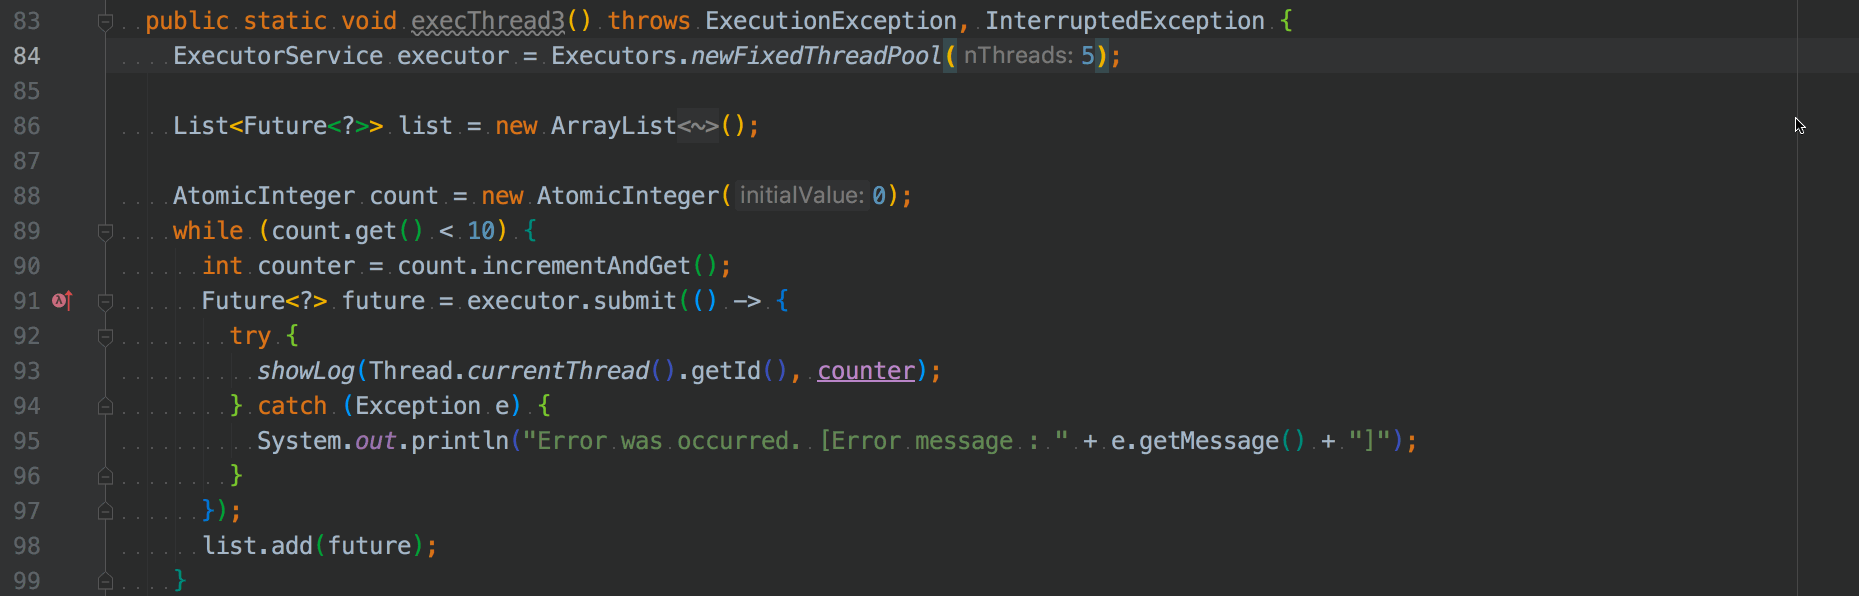 83 public static void execThread3() throws ExecutionException, InterruptedException {
84 ExecutorService executor = Executors.newFixedThreadPool( nThreads: 5);
85
86 List<Future<?>> list = new ArrayList<~>();
87
88 AtomicInteger count = new AtomicInteger( initialValue: 0);
89 while (count.get() < 10) {
90 int counter = count.incrementAndGet();
91 Future<?> future = executor.submit(() -> {
92 try {
93 showLog(Thread.currentThread().getId(), counter);
94 } catch (Exception e) {
95 System.out.println("Error was occurred. [Error message : " + e.getMessage() + "]");
96 }
97 });
98 list.add(future);
99 }